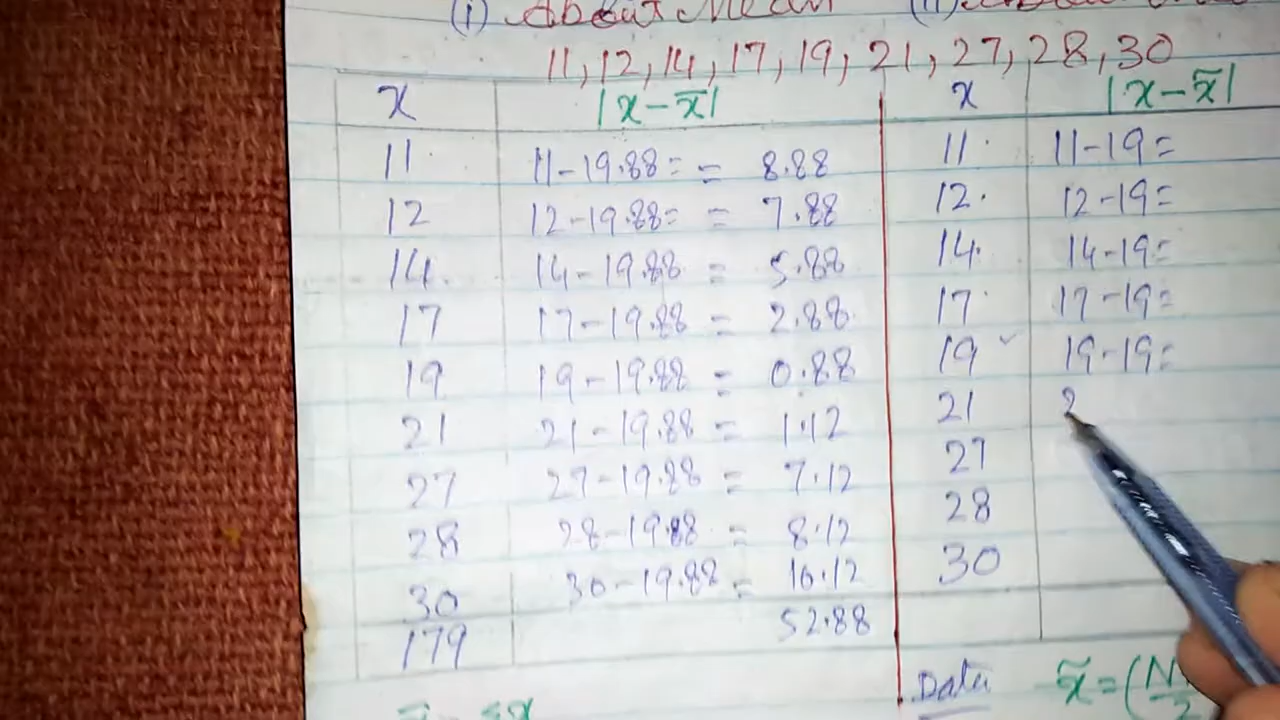 (i) About Mean (ii)
11, 12, 14, 17, 19, 21, 27, 28, 30
x |x-x̄| x |x-x̃|
11 11-19.88= = 8.88 11 11-19=
12 12-19.88= = 7.88 12 12-19=
14 14-19.88 = 5.88 14 14-19=
17 17-19.88 = 2.88 17 17-19=
19 19-19.88 = 0.88 19 19-19=
21 21-19.88 = 1.12 21 2
27 27-19.88 = 7.12 27
28 28-19.88 = 8.12 28
30 30-19.88 = 10.12 30
179 52.88
Data x̃=(N
2